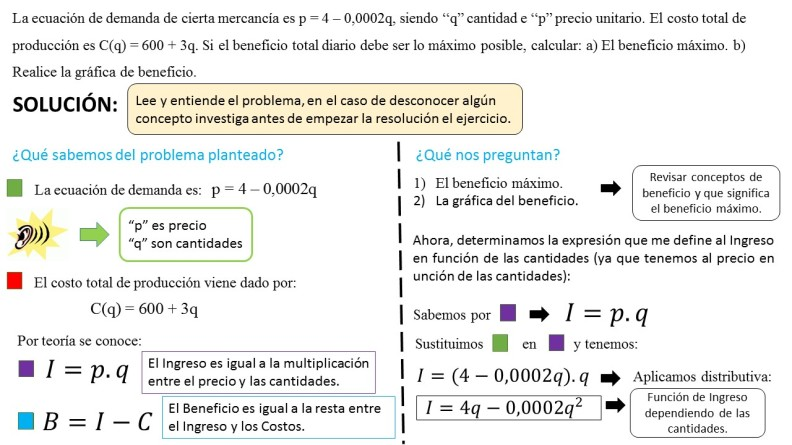 La ecuación de demanda de cierta mercancía es p = 4 – 0,0002q, siendo “q” cantidad e “p” precio unitario. El costo total de
producción es C(q) = 600 + 3q. Si el beneficio total diario debe ser lo máximo posible, calcular: a) El beneficio máximo. b)
Realice la gráfica de beneficio.
SOLUCIÓN:
Lee y entiende el problema, en el caso de desconocer algún
concepto investiga antes de empezar la resolución el ejercicio.
¿Qué sabemos del problema planteado?
La ecuación de demanda es: p = 4 – 0,0002q
“p” es precio
“q” son cantidades
El costo total de producción viene dado por:
C(q) = 600 + 3q
Por teoría se conoce:
I = p. q
El Ingreso es igual a la multiplicación
entre el precio y las cantidades.
B = I – C
El Beneficio es igual a la resta entre
el Ingreso y los Costos.
¿Qué nos preguntan?
1) El beneficio máximo.
2) La gráfica del beneficio.
Revisar conceptos de
beneficio y que significa
el beneficio máximo.
Ahora, determinamos la expresión que me define al Ingreso
en función de las cantidades (ya que tenemos al precio en
unción de las cantidades):
Sabemos por I = p. q
Sustituimos en y tenemos:
I = (4 – 0,0002q). q Aplicamos distributiva:
I = 4q – 0,0002q²
Función de Ingreso
dependiendo de las
cantidades.